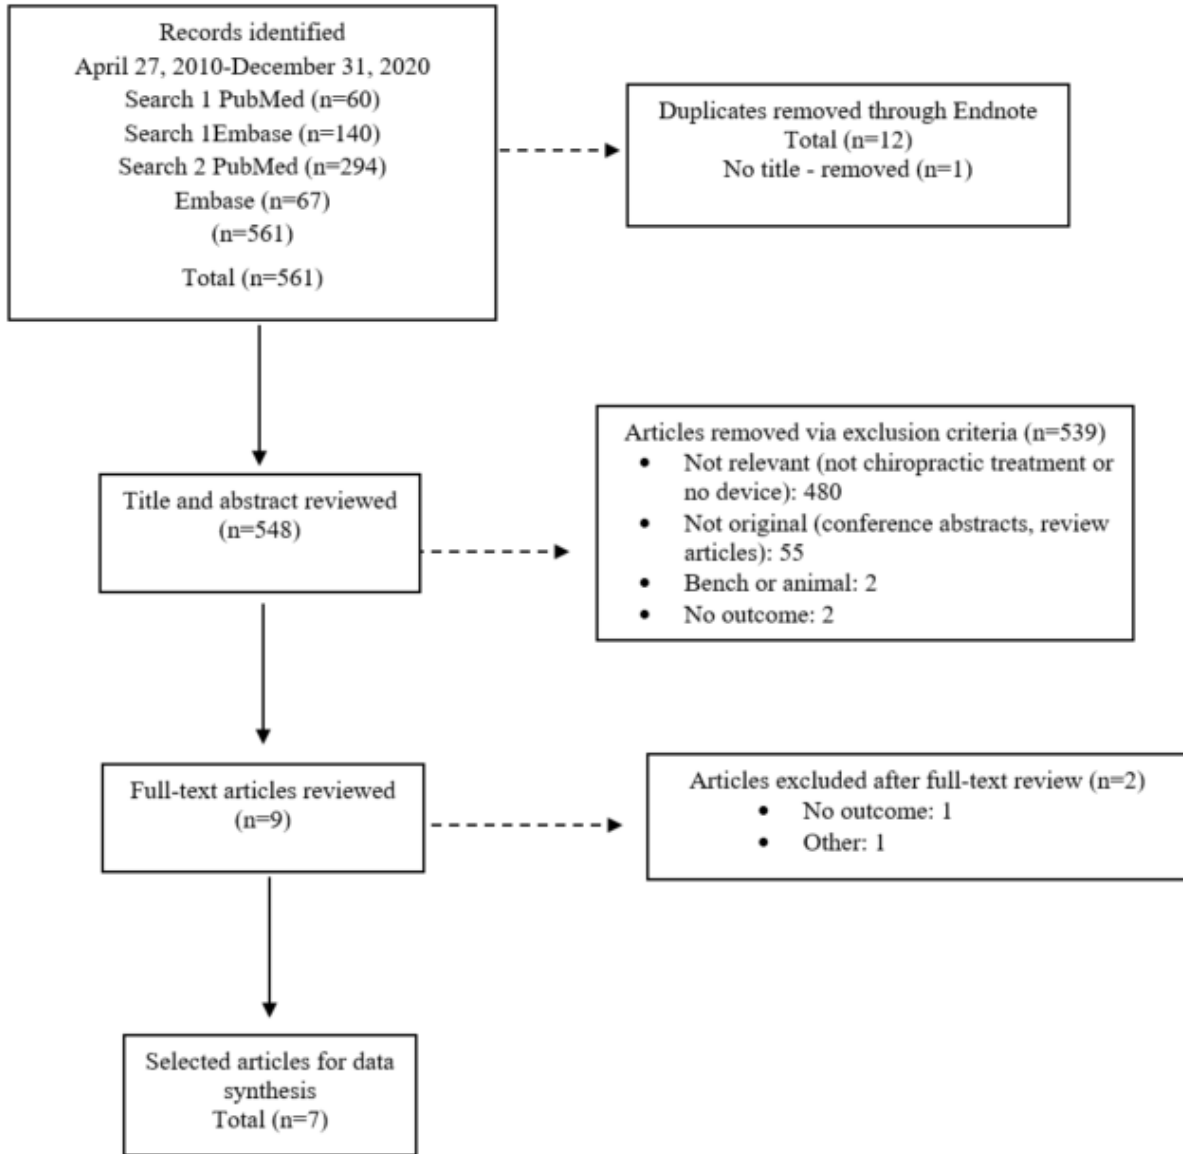 Records identified
April 27, 2010-December 31, 2020
Search 1 PubMed (n=60)
Search 1Embase (n=140)
Search 2 PubMed (n=294)
Embase (n=67)
(n=561)
Total (n=561)
Duplicates removed through Endnote
Total (n=12)
No title - removed (n=1)
Title and abstract reviewed
(n=548)
Articles removed via exclusion criteria (n=539)
• Not relevant (not chiropractic treatment or
no device): 480
• Not original (conference abstracts, review
articles): 55
• Bench or animal: 2
• No outcome: 2
Full-text articles reviewed
(n=9)
Articles excluded after full-text review (n=2)
• No outcome: 1
• Other: 1
Selected articles for data
synthesis
Total (n=7)